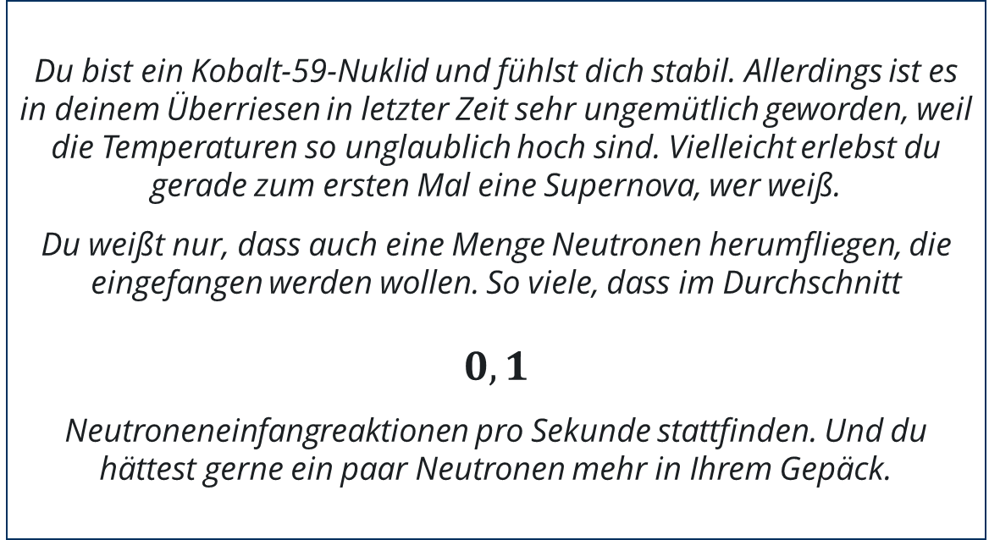 Du bist ein Kobalt-59-Nuklid und fühlst dich stabil. Allerdings ist es
in deinem Überriesen in letzter Zeit sehr ungemütlich geworden, weil
die Temperaturen so unglaublich hoch sind. Vielleicht erlebst du
gerade zum ersten Mal eine Supernova, wer weiß.
Du weißt nur, dass auch eine Menge Neutronen herumfliegen, die
eingefangen werden wollen. So viele, dass im Durchschnitt
0, 1
Neutroneneinfangreaktionen pro Sekunde stattfinden. Und du
hättest gerne ein paar Neutronen mehr in Ihrem Gepäck.